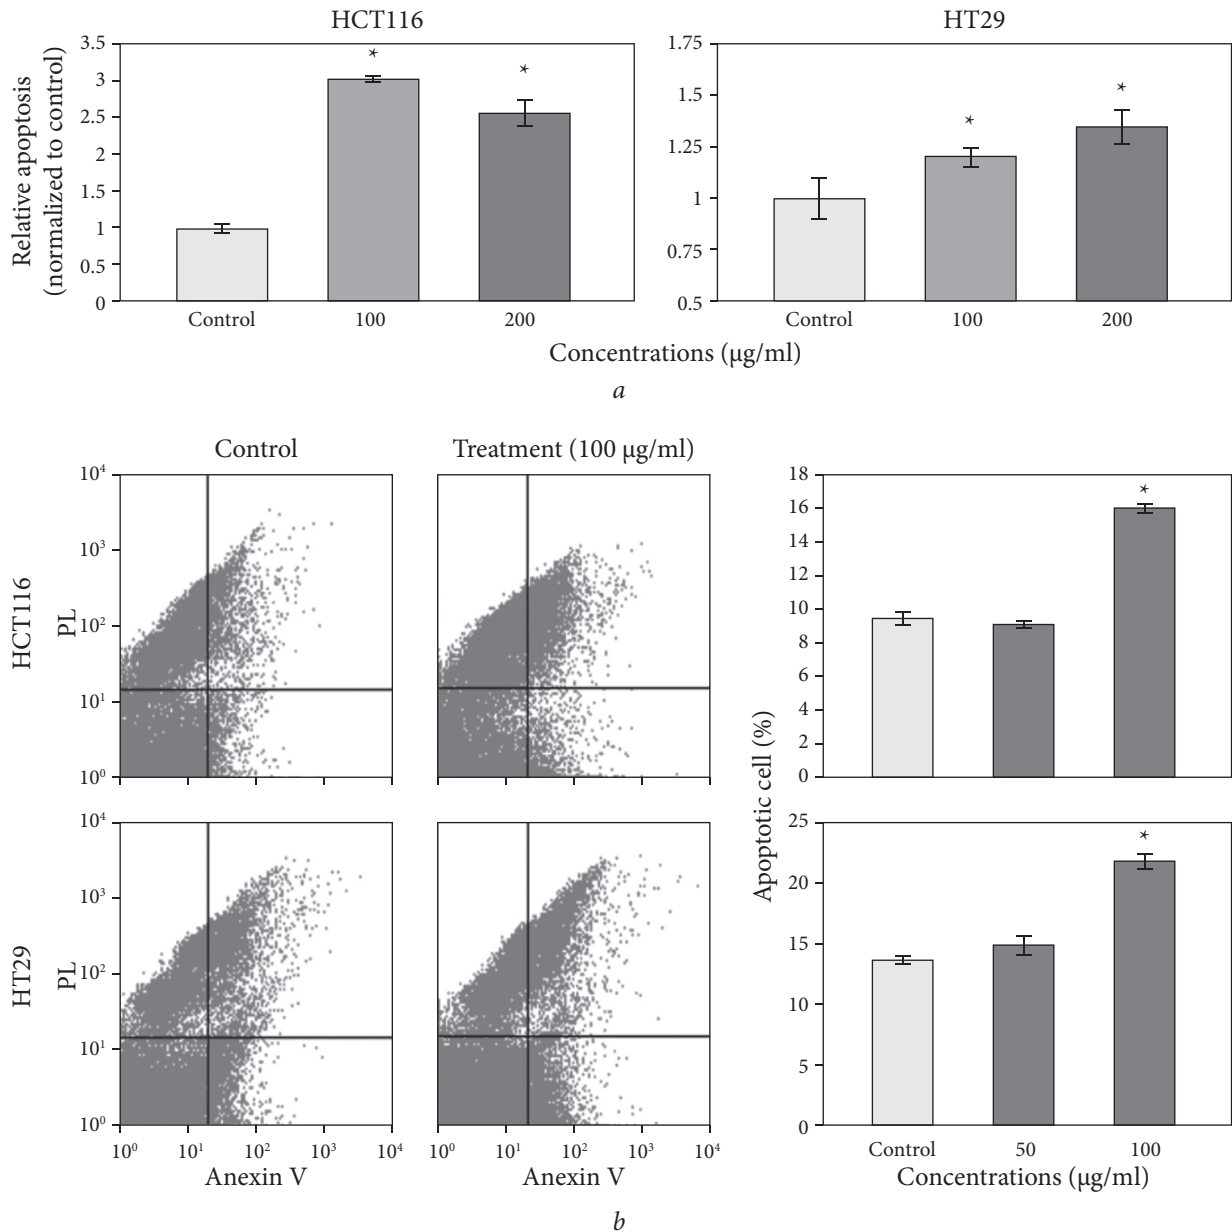 HCT116
HT29
Relative apoptosis
(normalized to control)
3.5
3
2.5
2
1.5
1
0.5
0
*
*
Control
100
200
1.75
1.5
1.25
1
0.75
0.5
*
*
Control
100
200
Concentrations (µg/ml)
a
Control
Treatment (100 µg/ml)
HCT116
PL
10⁴
10³
10²
10¹
10⁰
HT29
PL
10⁴
10³
10²
10¹
10⁰
10⁰ 10¹ 10² 10³ 10⁴
Anexin V
10⁰ 10¹ 10² 10³ 10⁴
Anexin V
Apoptotic cell (%)
18
16
14
12
10
8
6
4
2
0
*
25
20
15
10
5
0
*
Control
50
100
Concentrations (µg/ml)
b